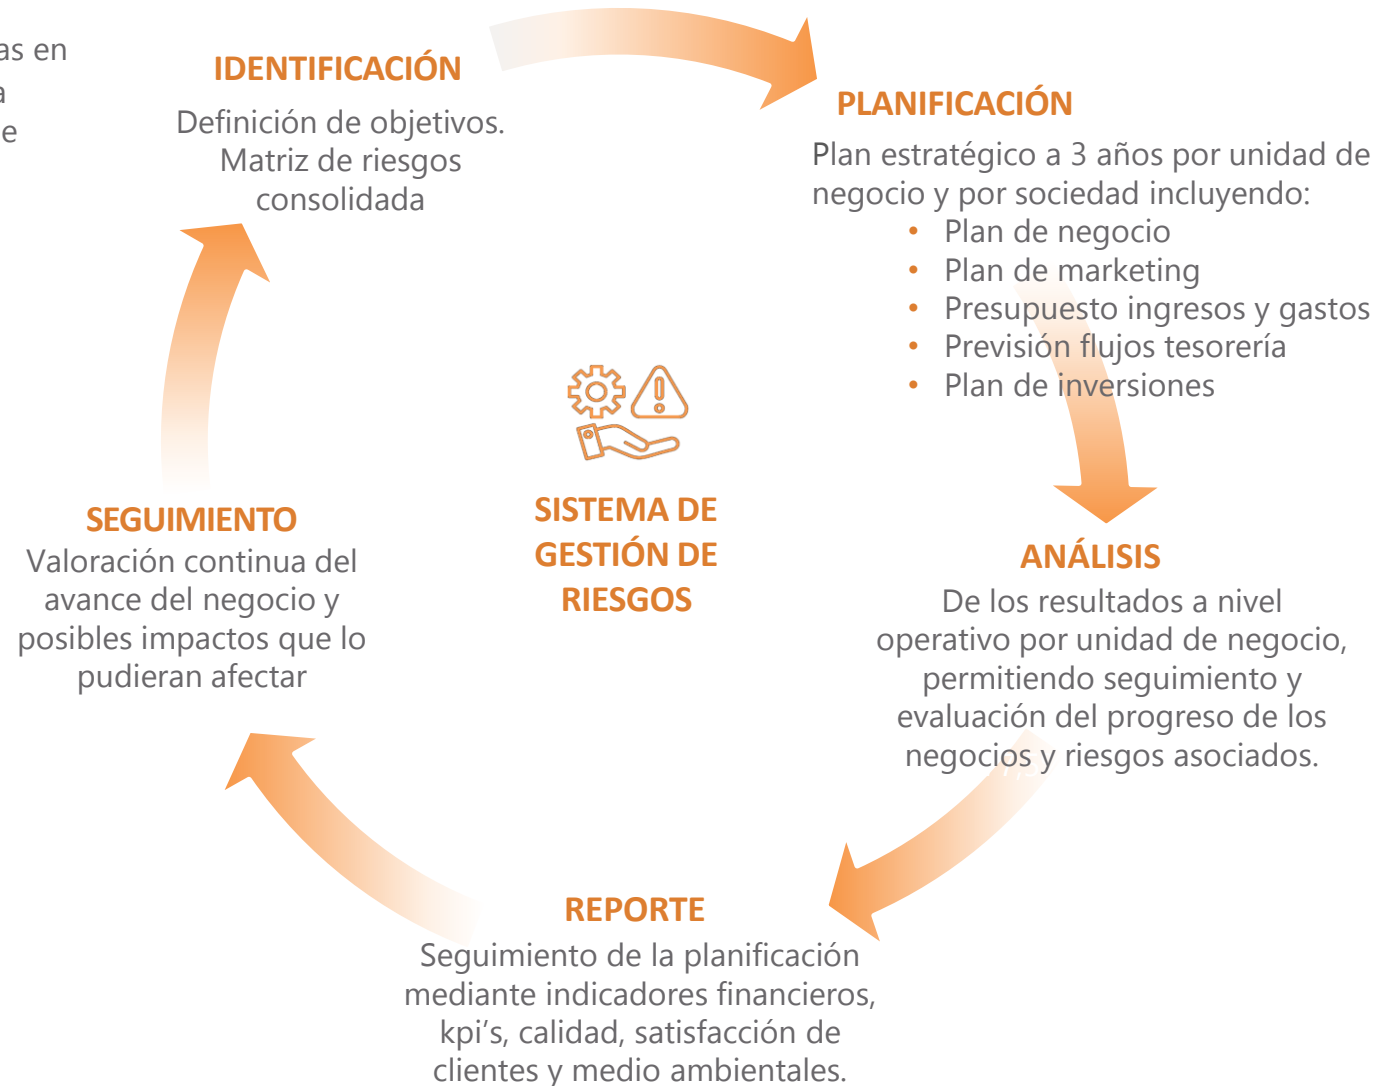 as en
a
e
IDENTIFICACIÓN
Definición de objetivos.
Matriz de riesgos
consolidada
PLANIFICACIÓN
Plan estratégico a 3 años por unidad de
negocio y por sociedad incluyendo:
• Plan de negocio
• Plan de marketing
• Presupuesto ingresos y gastos
• Previsión flujos tesorería
• Plan de inversiones
SISTEMA DE
GESTIÓN DE
RIESGOS
ANÁLISIS
De los resultados a nivel
operativo por unidad de negocio,
permitiendo seguimiento y
evaluación del progreso de los
negocios y riesgos asociados.
REPORTE
Seguimiento de la planificación
mediante indicadores financieros,
kpi’s, calidad, satisfacción de
clientes y medio ambientales.
SEGUIMIENTO
Valoración continua del
avance del negocio y
posibles impactos que lo
pudieran afectar